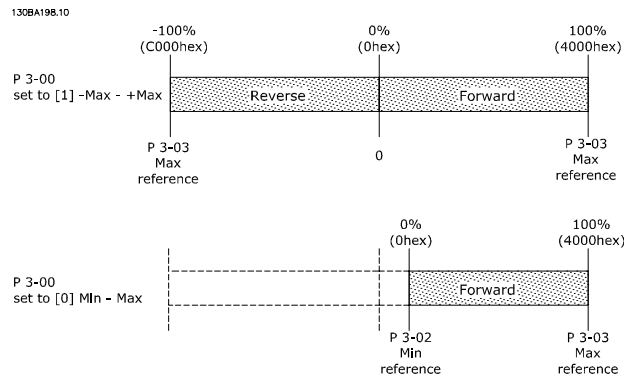 130BA198.10
-100%
(C000hex)
0%
(0hex)
100%
(4000hex)
P 3-00
set to [1] -Max - +Max
Reverse
Forward
P 3-03
Max
reference
0
P 3-03
Max
reference
0%
(0hex)
100%
(4000hex)
P 3-00
set to [0] Min - Max
Forward
P 3-02
Min
reference
P 3-03
Max
reference